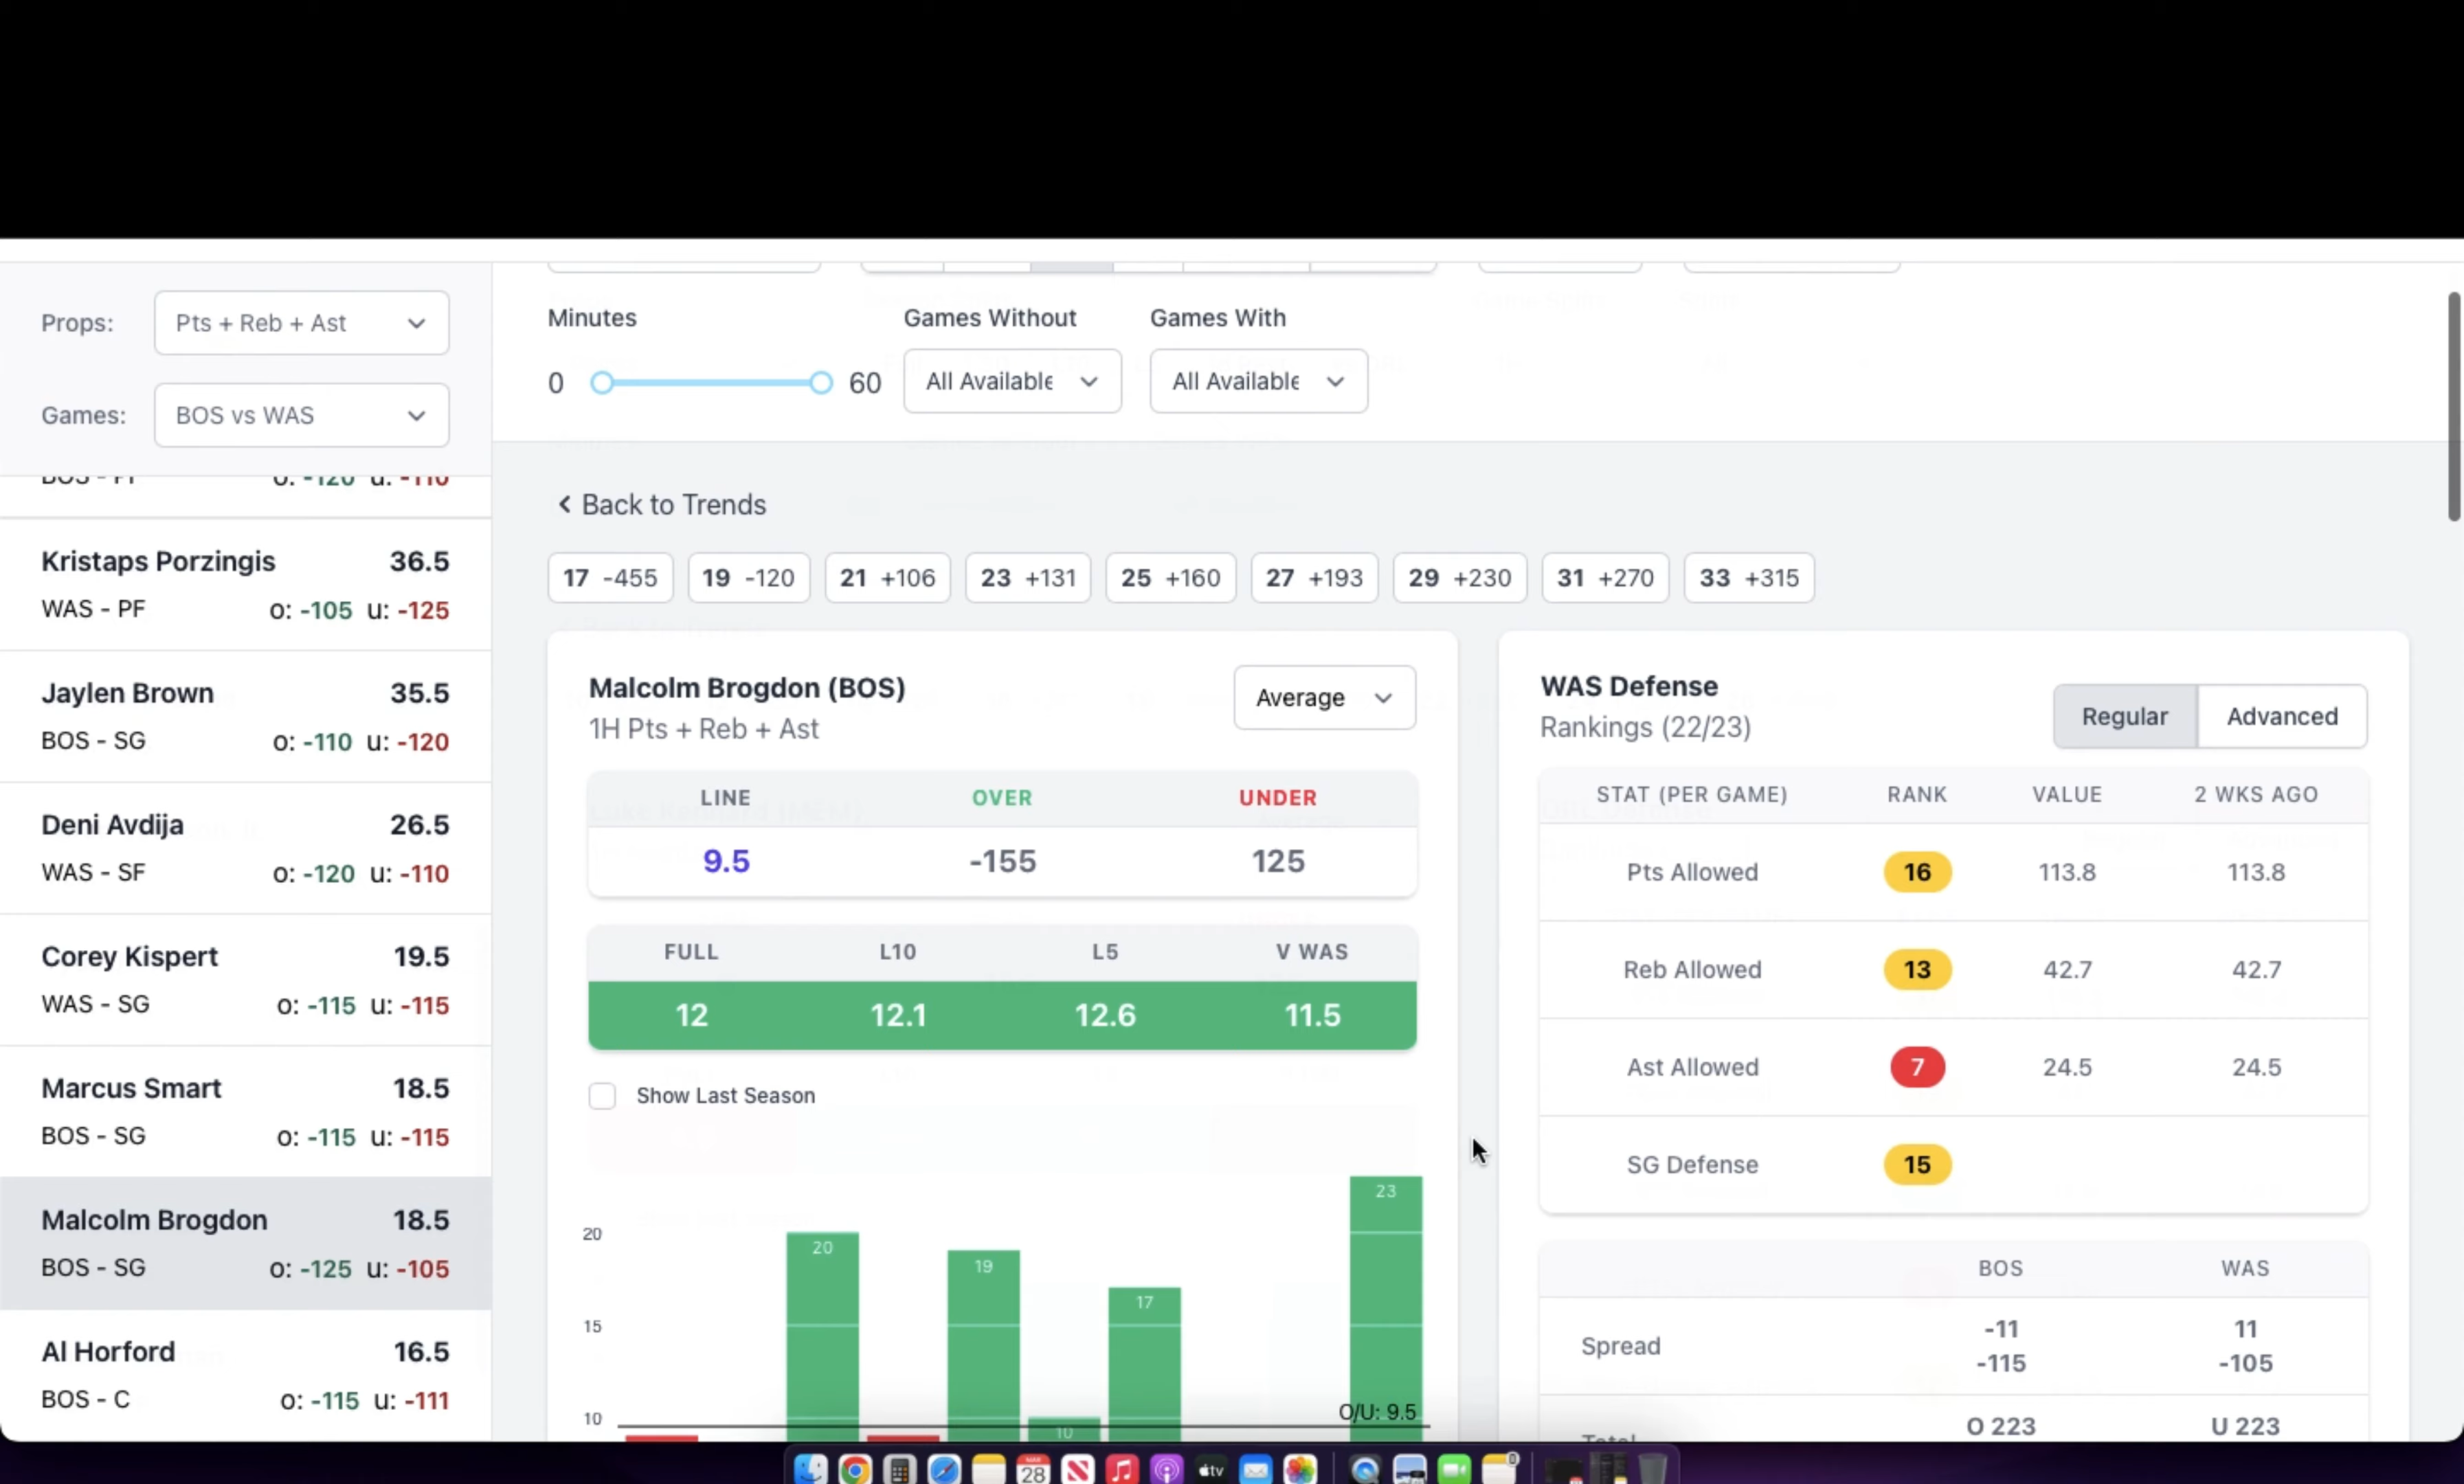 Props: Pts + Reb + Ast
Games: BOS vs WAS
BOS - PF o: -120 u: -110
Kristaps Porzingis 36.5
WAS - PF o: -105 u: -125
Jaylen Brown 35.5
BOS - SG o: -110 u: -120
Deni Avdija 26.5
WAS - SF o: -120 u: -110
Corey Kispert 19.5
WAS - SG o: -115 u: -115
Marcus Smart 18.5
BOS - SG o: -115 u: -115
Malcolm Brogdon 18.5
BOS - SG o: -125 u: -105
Al Horford 16.5
BOS - C o: -115 u: -111
Minutes Games Without Games With
0 60 All Available All Available
Back to Trends
17 -455 19 -120 21 +106 23 +131 25 +160 27 +193 29 +230 31 +270 33 +315
Malcolm Brogdon (BOS)
1H Pts + Reb + Ast
Average
LINE OVER UNDER
9.5 -155 125
FULL L10 L5 V WAS
12 12.1 12.6 11.5
Show Last Season
20
15
10
20
19
10
17
23
O/U: 9.5
WAS Defense
Rankings (22/23)
Regular Advanced
STAT (PER GAME) RANK VALUE 2 WKS AGO
Pts Allowed 16 113.8 113.8
Reb Allowed 13 42.7 42.7
Ast Allowed 7 24.5 24.5
SG Defense 15
BOS WAS
Spread -11 11
-115 -105
Total O 223 U 223
28
tv